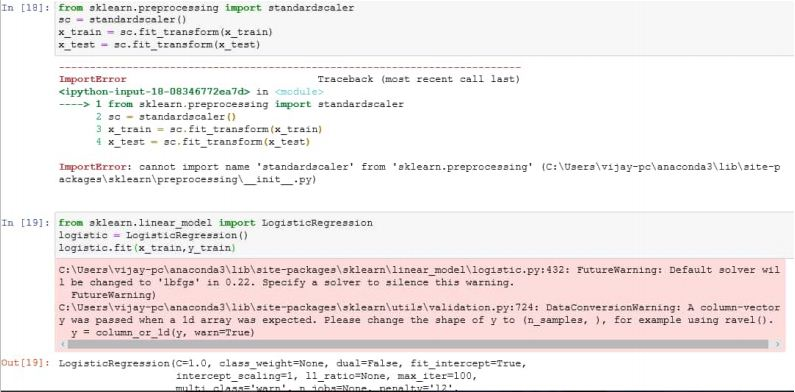 In [18]: from sklearn.preprocessing import standardscaler
sc = standardscaler()
x_train = sc.fit_transform(x_train)
x_test = sc.fit_transform(x_test)
---------------------------------------------------------------------------
ImportError Traceback (most recent call last)
<ipython-input-18-08346772ea7d> in <module>
----> 1 from sklearn.preprocessing import standardscaler
2 sc = standardscaler()
3 x_train = sc.fit_transform(x_train)
4 x_test = sc.fit_transform(x_test)
ImportError: cannot import name 'standardscaler' from 'sklearn.preprocessing' (C:\Users\vijay-pc\anaconda3\lib\site-p
ackages\sklearn\preprocessing\__init__.py)
In [19]: from sklearn.linear_model import LogisticRegression
logistic = LogisticRegression()
logistic.fit(x_train,y_train)
C:\Users\vijay-pc\anaconda3\lib\site-packages\sklearn\linear_model\logistic.py:432: FutureWarning: Default solver wil
l be changed to 'lbfgs' in 0.22. Specify a solver to silence this warning.
FutureWarning)
C:\Users\vijay-pc\anaconda3\lib\site-packages\sklearn\utils\validation.py:724: DataConversionWarning: A column-vector
y was passed when a 1d array was expected. Please change the shape of y to (n_samples, ), for example using ravel().
y = column_or_1d(y, warn=True)
Out[19]: LogisticRegression(C=1.0, class_weight=None, dual=False, fit_intercept=True,
intercept_scaling=1, l1_ratio=None, max_iter=100,
multi_class='warn', n_jobs=None, penalty='l2',